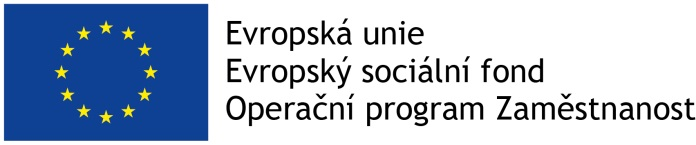 Evropská unie
Evropský sociální fond
Operační program Zaměstnanost